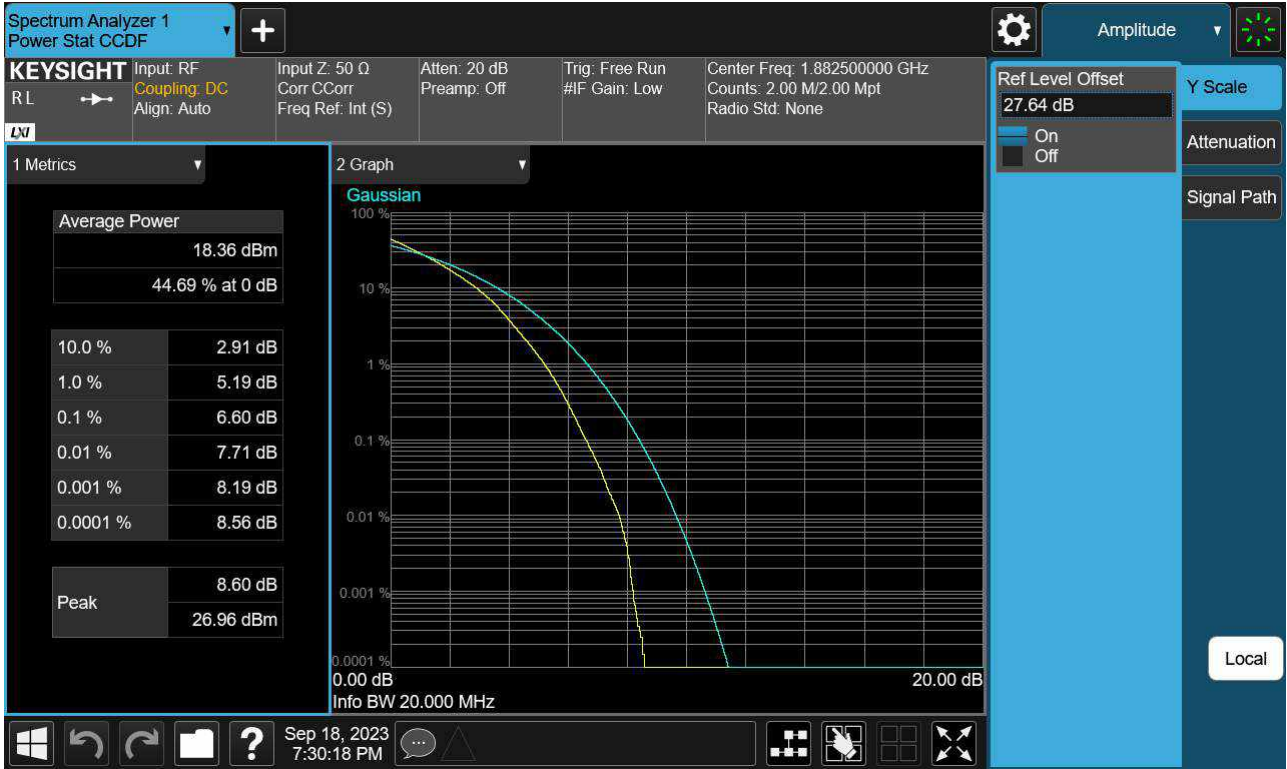 Spectrum Analyzer 1
Power Stat CCDF
▼
+
Amplitude
▼
KEYSIGHT
RL
LXI
Input: RF
Coupling: DC
Align: Auto
Input Z: 50 Ω
Corr CCorr
Freq Ref: Int (S)
Atten: 20 dB
Preamp: Off
Trig: Free Run
#IF Gain: Low
Center Freq: 1.882500000 GHz
Counts: 2.00 M/2.00 Mpt
Radio Std: None
Ref Level Offset
27.64 dB
On
Off
Y Scale
Attenuation
Signal Path
1 Metrics
▼
Average Power
18.36 dBm
44.69 % at 0 dB
10.0 % 2.91 dB
1.0 % 5.19 dB
0.1 % 6.60 dB
0.01 % 7.71 dB
0.001 % 8.19 dB
0.0001 % 8.56 dB
Peak
8.60 dB
26.96 dBm
2 Graph
▼
Gaussian
100 %
10 %
1 %
0.1 %
0.01 %
0.001 %
0.0001 %
0.00 dB 20.00 dB
Info BW 20.000 MHz
Local
?
Sep 18, 2023
7:30:18 PM